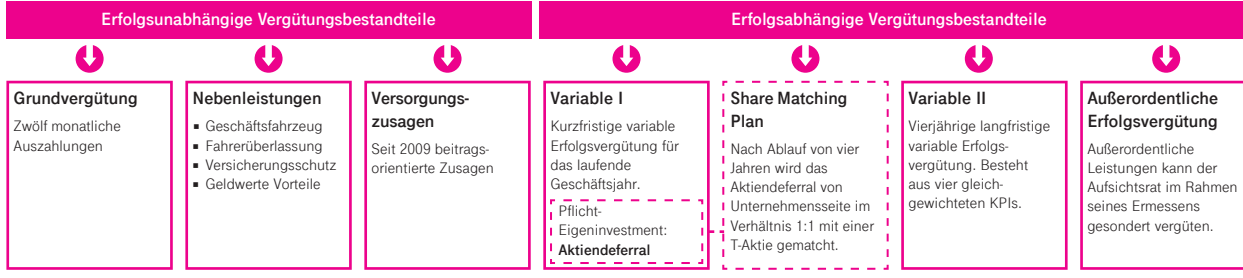 Erfolgsunabhängige Vergütungsbestandteile
Erfolgsabhängige Vergütungsbestandteile
Grundvergütung
Zwölf monatliche
Auszahlungen
Nebenleistungen
▪ Geschäftsfahrzeug
▪ Fahrerüberlassung
▪ Versicherungsschutz
▪ Geldwerte Vorteile
Versorgungs-
zusagen
Seit 2009 beitrags-
orientierte Zusagen
Variable I
Kurzfristige variable
Erfolgsvergütung für
das laufende
Geschäftsjahr.
Pflicht-
Eigeninvestment:
Aktiendeferral
Share Matching
Plan
Nach Ablauf von vier
Jahren wird das
Aktiendeferral von
Unternehmensseite im
Verhältnis 1:1 mit einer
T-Aktie gematcht.
Variable II
Vierjährige langfristige
variable Erfolgs-
vergütung. Besteht
aus vier gleich-
gewichteten KPIs.
Außerordentliche
Erfolgsvergütung
Außerordentliche
Leistungen kann der
Aufsichtsrat im Rahmen
seines Ermessens
gesondert vergüten.